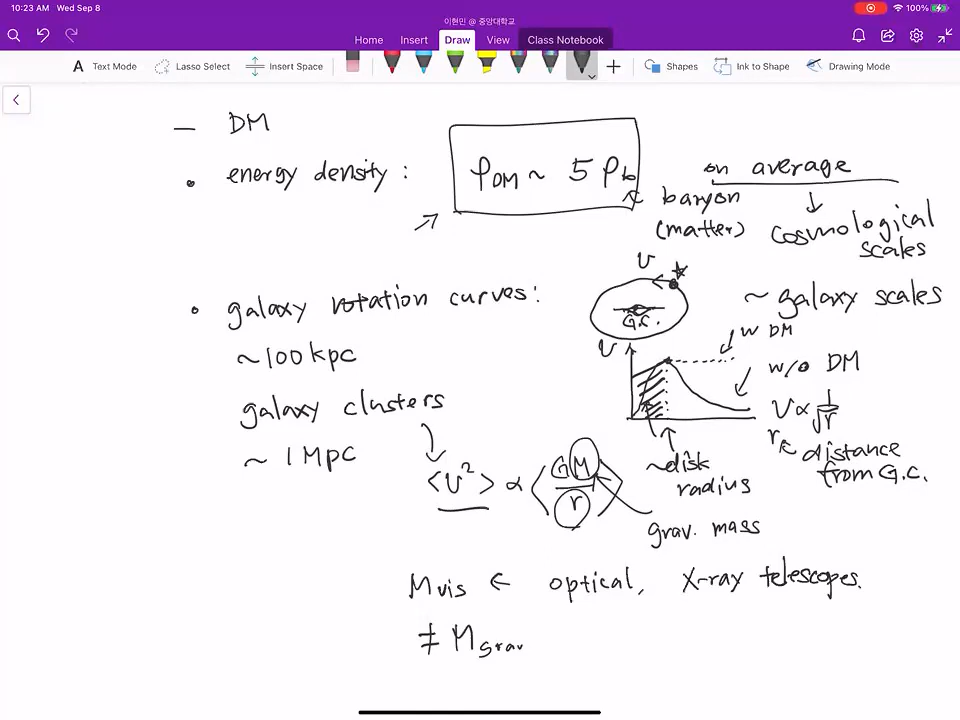 10:23 AM Wed Sep 8
100%
이현민 @ 중앙대학교
Home Insert Draw View Class Notebook
Text Mode Lasso Select Insert Space Shapes Ink to Shape Drawing Mode
— DM
• energy density : ρDM ~ 5 ρb on average
baryon (matter)
cosmological scales
• galaxy rotation curves :
~ 100 kpc
υ
G.C.
~ galaxy scales
υ
w DM
w/o DM
υ ∝ 1/√r
r ← distance from G.C.
~disk radius
galaxy clusters
~ 1 Mpc
<υ²> ∝ <GM/r>
grav. mass
Mvis ← optical, X-ray telescopes.
≠ Mgrav